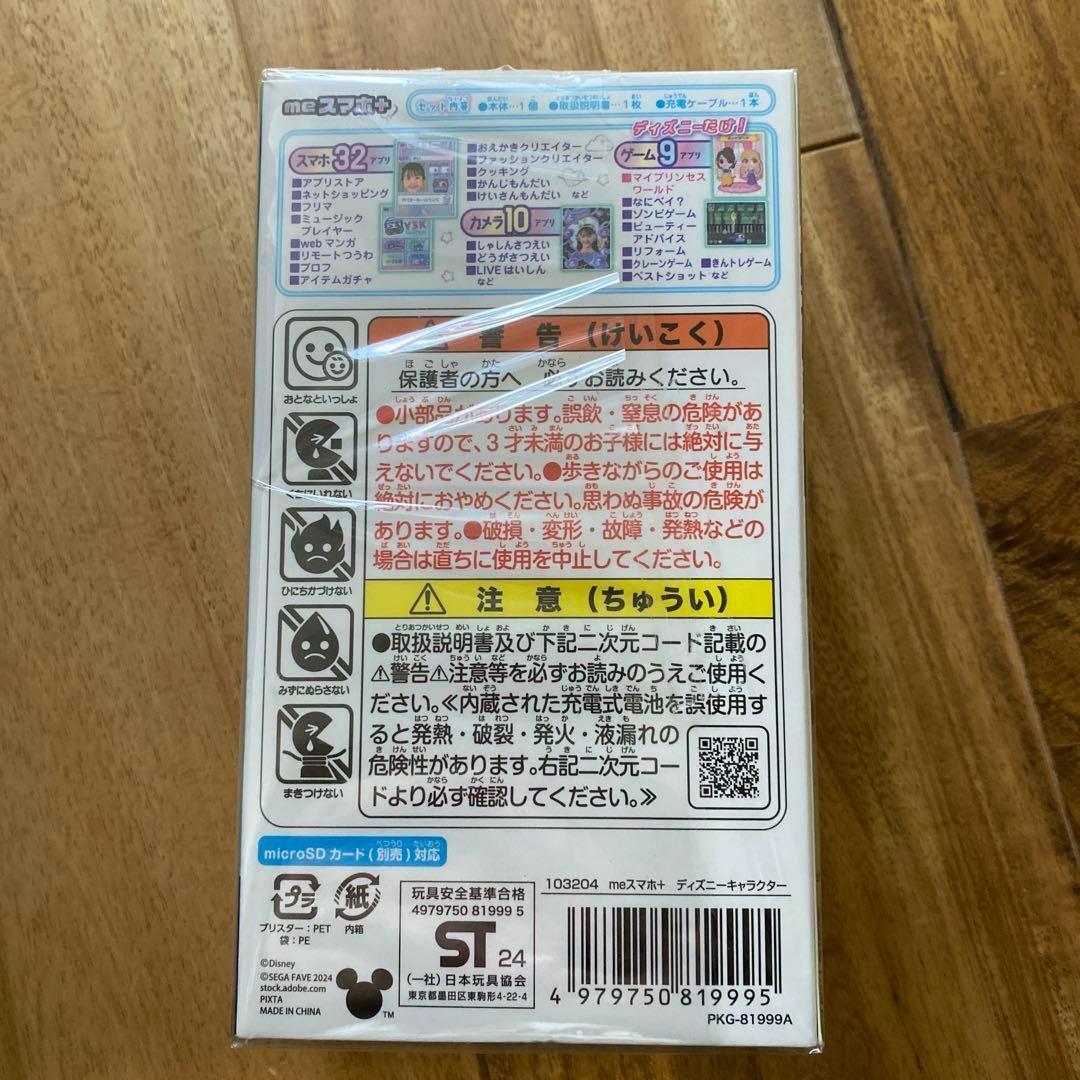 meスマホ+
セット内容
●本体…1個 ●取扱説明書…1枚 ●充電ケーブル…1本
ディズニーだけ!
スマホ32アプリ
■アプリストア
■ネットショッピング
■フリマ
■ミュージック
プレイヤー
■webマンガ
■リモートつうわ
■プロフ
■アイテムガチャ
Y3K
■おえかきクリエイター
■ファッションクリエイター
■クッキング
■かんじもんだい
■けいさんもんだい など
カメラ10アプリ
■しゃしんさつえい
■どうがさつえい
■LIVEはいしん
など
ゲーム9アプリ
■マイプリンセス
ワールド
■なにベイ?
■ゾンビゲーム
■ビューティー
アドバイス
■リフォーム
■クレーンゲーム ■きんトレゲーム
■ベストショット など
おとなといっしょ
くちにいれない
ひにちかづけない
みずにぬらさない
まきつけない
⚠ 警告(けいこく)
保護者の方へ 必ずお読みください。
●小部品があります。誤飲・窒息の危険があ
りますので、3才未満のお子様には絶対に与
えないでください。●歩きながらのご使用は
絶対におやめください。思わぬ事故の危険が
あります。●破損・変形・故障・発熱などの
場合は直ちに使用を中止してください。
⚠ 注意(ちゅうい)
●取扱説明書及び下記二次元コード記載の
⚠警告⚠注意等を必ずお読みのうえご使用く
ださい。≪内蔵された充電式電池を誤使用す
ると発熱・破裂・発火・液漏れの
危険性があります。右記二次元コー
ドより必ず確認してください。≫
microSDカード(別売)対応
プラ
紙
ブリスター:PET
袋:PE
内箱
©Disney
©SEGA FAVE 2024
stock.adobe.com
PIXTA
MADE IN CHINA
TM
玩具安全基準合格
4979750 81999 5
ST 24
(一社)日本玩具協会
東京都墨田区東駒形4-22-4
103204 meスマホ+ ディズニーキャラクター
4 979750 819995
PKG-81999A